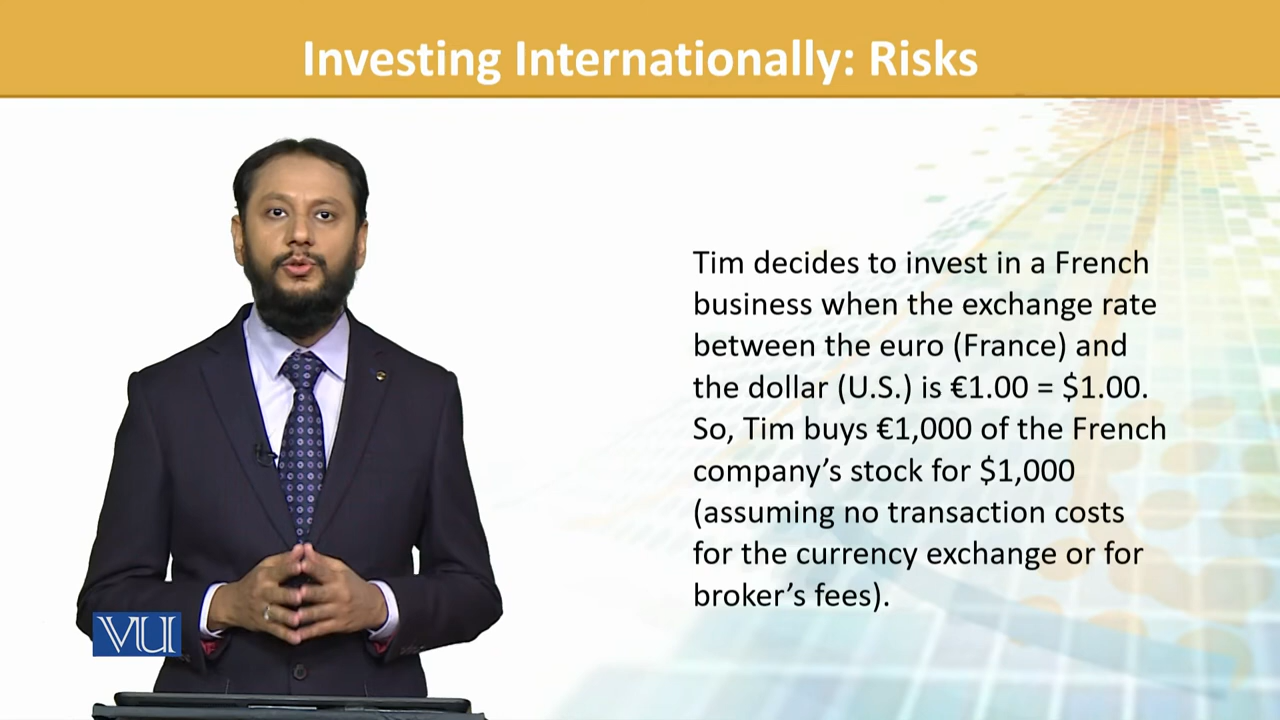 Investing Internationally: Risks
Tim decides to invest in a French
business when the exchange rate
between the euro (France) and
the dollar (U.S.) is €1.00 = $1.00.
So, Tim buys €1,000 of the French
company’s stock for $1,000
(assuming no transaction costs
for the currency exchange or for
broker’s fees).
VU